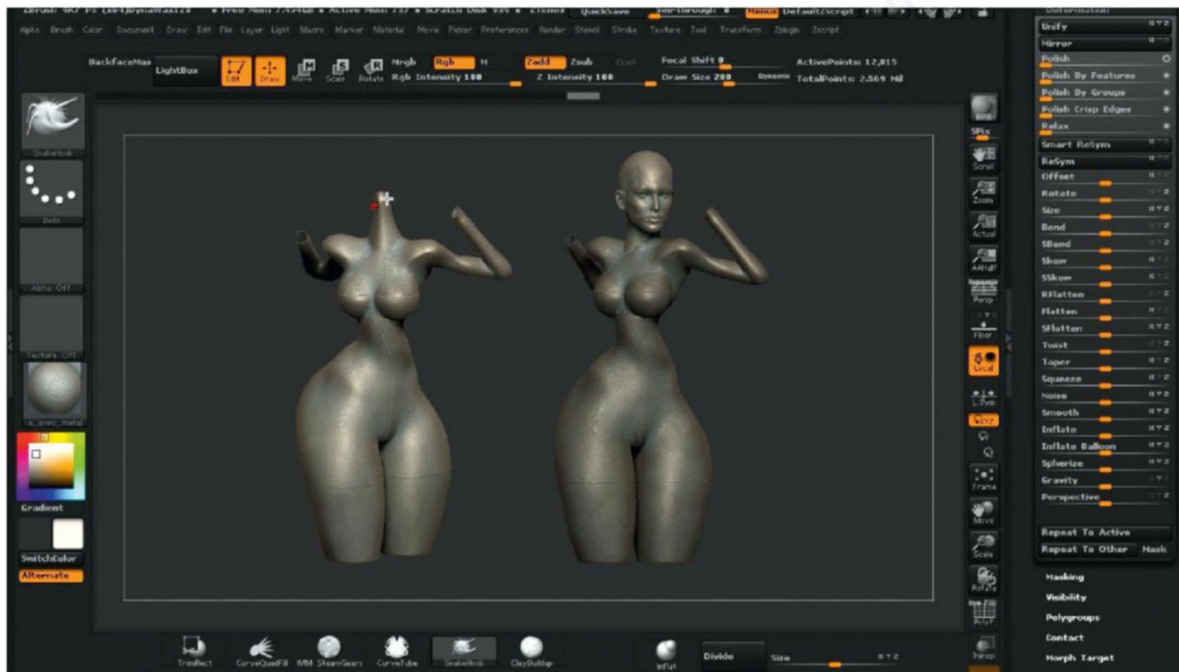 QuickSave
Menus DefaultZScript
Alpha Brush Color Document Draw Edit File Layer Light Macro Marker Material Movie Picker Preferences Render Stencil Stroke Texture Tool Transform Zplugin Zscript
BackfaceMas
LightBox
Edit
Draw
Move
Scale
Rotate
Mrgb Rgb M
Rgb Intensity 100
Zadd Zsub
Z Intensity 100
Focal Shift 0
Draw Size 200
Dynamic
ActivePoints: 12,815
TotalPoints: 2.569 Mil
SnakeHook
Dots
Alpha Off
Texture Off
Gradient
SwitchColor
Alternate
BPR
SPix
Scroll
Zoom
Actual
AAHalf
Persp
Floor
Local
L.Sym
Frame
Move
Scale
Rotate
PolyF
Transp
Deformation
Unify
Mirror
Polish
Polish By Features
Polish By Groups
Polish Crisp Edges
Relax
Smart ReSym
ReSym
Offset
Rotate
Size
Bend
SBend
Skew
SSkew
RFlatten
Flatten
SFlatten
Twist
Taper
Squeeze
Noise
Smooth
Inflate
Inflate Balloon
Spherize
Gravity
Perspective
Repeat To Active
Repeat To Other Mask
Masking
Visibility
Polygroups
Contact
Morph Target
TrimRect
CurveQuadFill
IMM SteamGears
CurveTube
SnakeHook
ClayBuildup
Inflat
Divide
Size